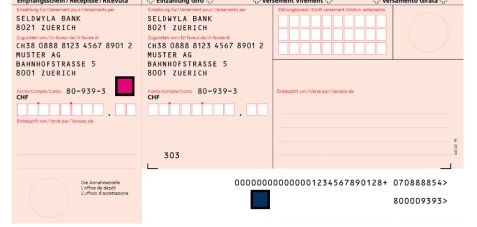 Empfangsschein / Récépissé / Ricevuta
Einzahlung Giro
Versement Virement
Versamento Girata
Einzahlung für / Versement pour / Versamento per
SELDWYLA BANK
8021 ZUERICH
Zugunsten von / En faveur de / A favore di
CH38 0888 8123 4567 8901 2
MUSTER AG
BAHNHOFSTRASSE 5
8001 ZUERICH
Konto/Compte/Conto 80-939-3
CHF
Einbezahlt von / Versé par / Versato da
Die Annahmestelle
L'office de dépôt
L'ufficio d'accettazione
Einzahlung für / Versement pour / Versamento per
SELDWYLA BANK
8021 ZUERICH
Zugunsten von / En faveur de / A favore di
CH38 0888 8123 4567 8901 2
MUSTER AG
BAHNHOFSTRASSE 5
8001 ZUERICH
Konto/Compte/Conto 80-939-3
CHF
303
Zahlungszweck / Motif versement / Motivo versamento
Einbezahlt von / Versé par / Versato da
000000000000001234567890128+ 070888854>
800009393>